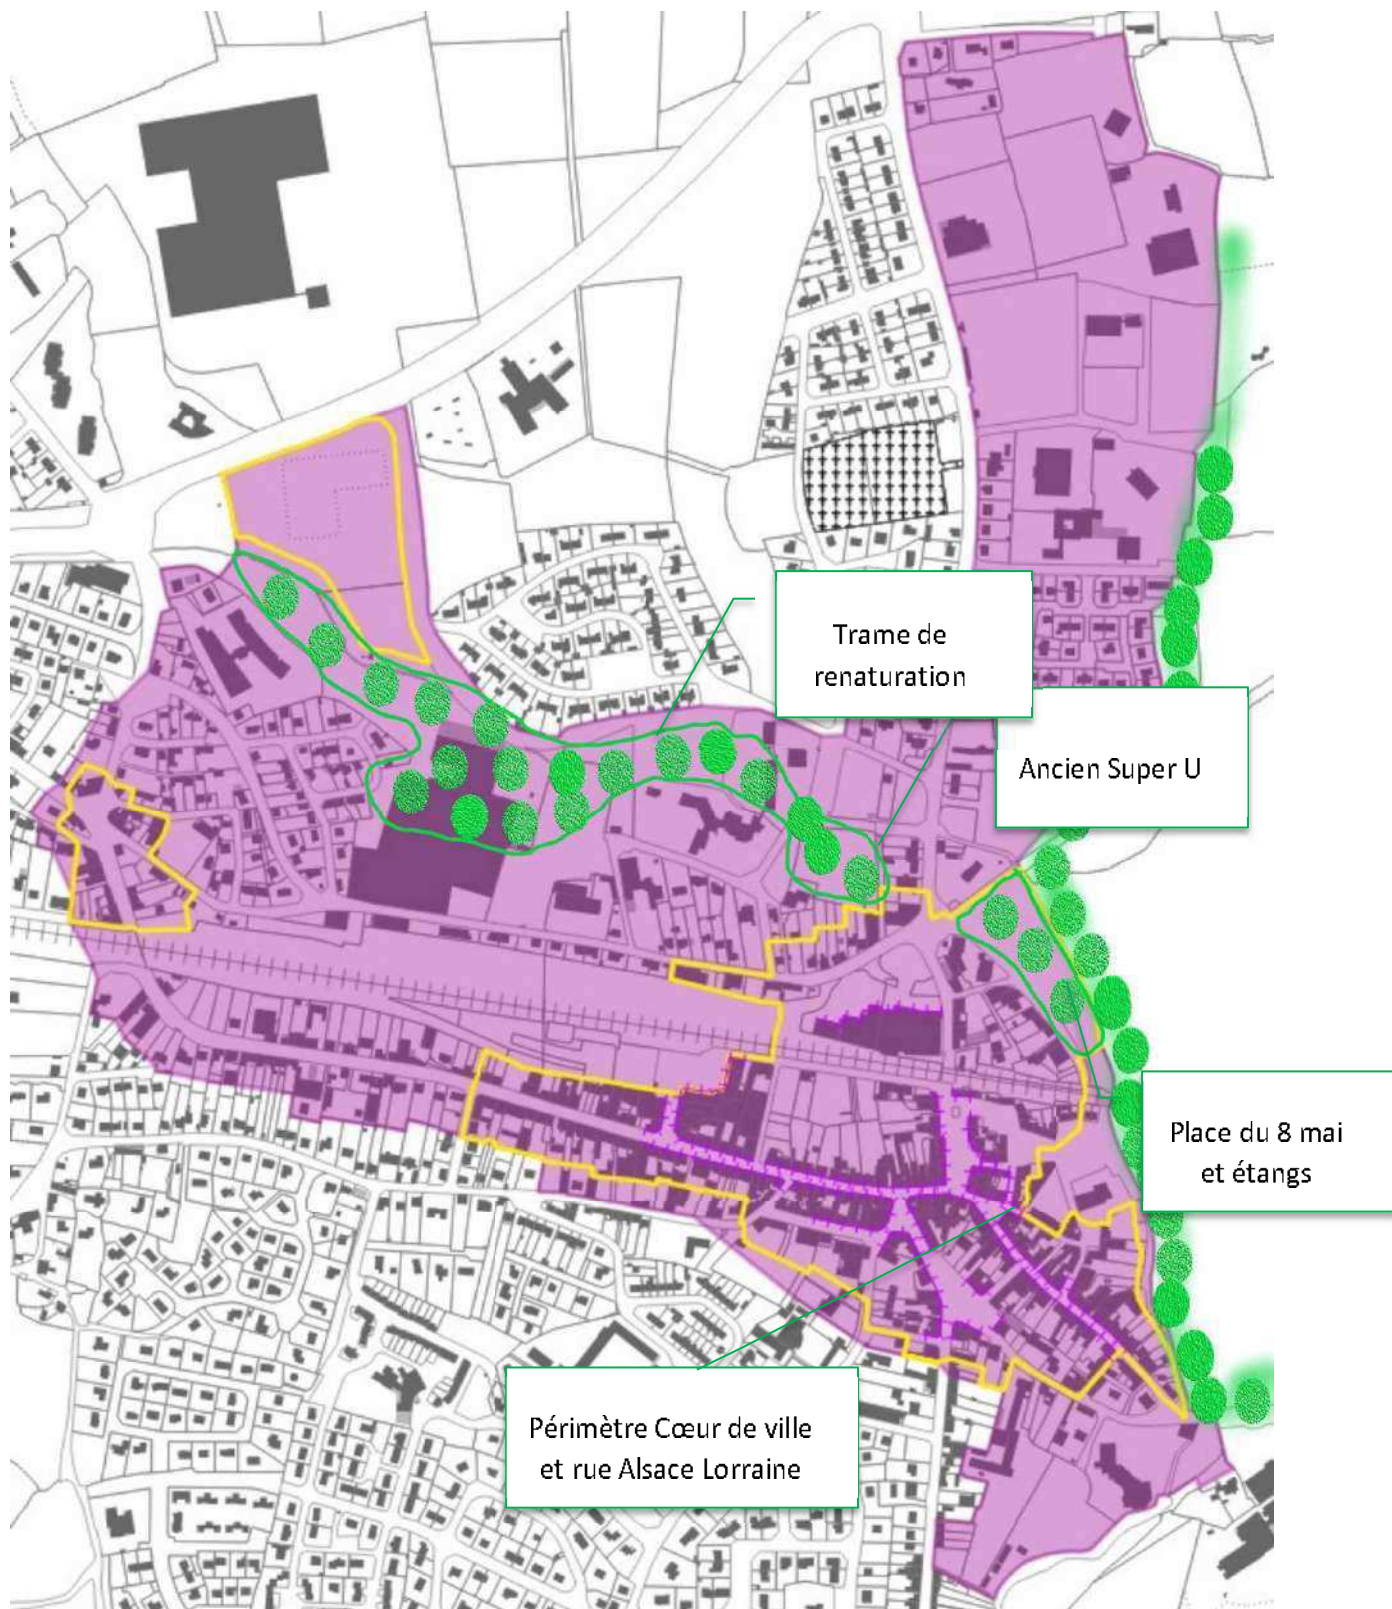 Trame de
renaturation
Ancien Super U
Place du 8 mai
et étangs
Périmètre Cœur de ville
et rue Alsace Lorraine